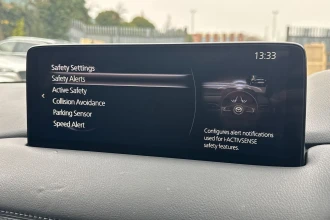 13:33
Safety Settings
Safety Alerts
Active Safety
Collision Avoidance
Parking Sensor
Speed Alert
Configures alert notifications
used for i-ACTIVSENSE
safety features.